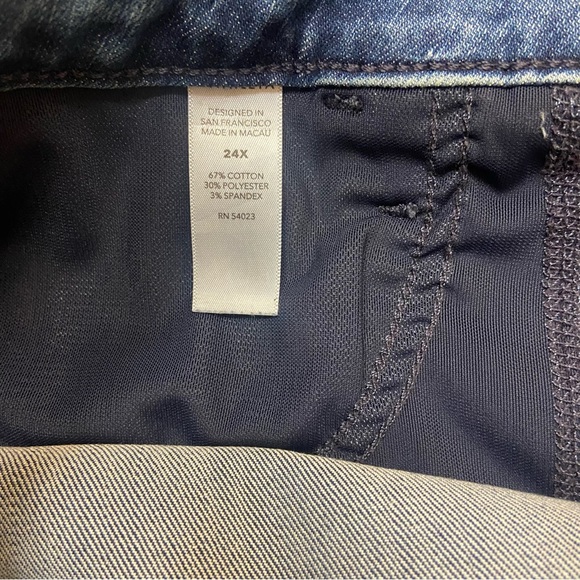 DESIGNED IN
SAN FRANCISCO
MADE IN MACAU
24X
67% COTTON
30% POLYESTER
3% SPANDEX
RN 54023